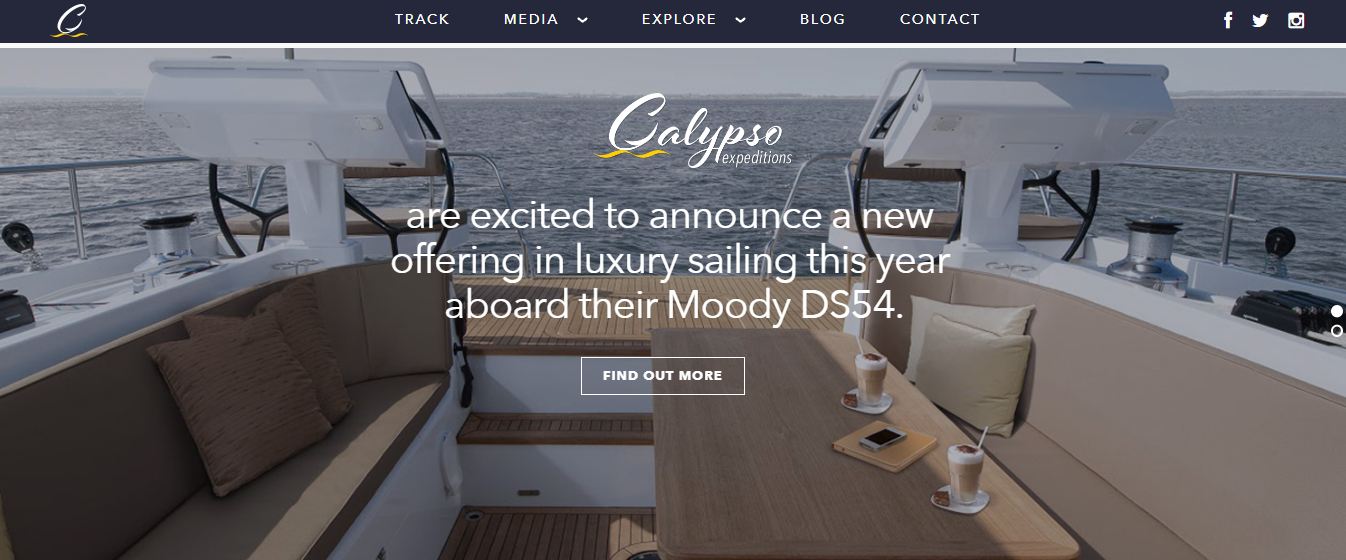 TRACK MEDIA EXPLORE BLOG CONTACT
Calypso
expeditions
are excited to announce a new
offering in luxury sailing this year
aboard their Moody DS54.
FIND OUT MORE